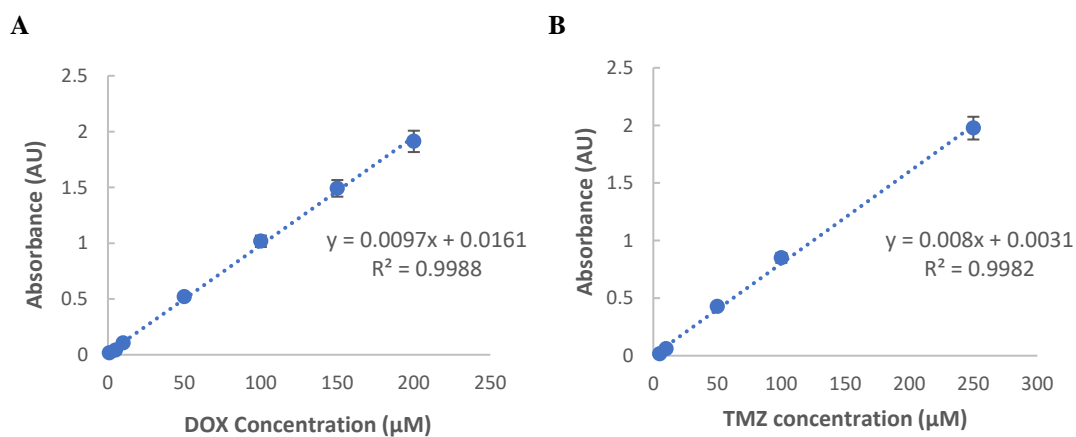 A
2.5
2
1.5
1
0.5
0
0 50 100 150 200 250
Absorbance (AU)
DOX Concentration (µM)
y = 0.0097x + 0.0161
R² = 0.9988
B
2.5
2
1.5
1
0.5
0
0 50 100 150 200 250 300
Absorbance (AU)
TMZ concentration (µM)
y = 0.008x + 0.0031
R² = 0.9982